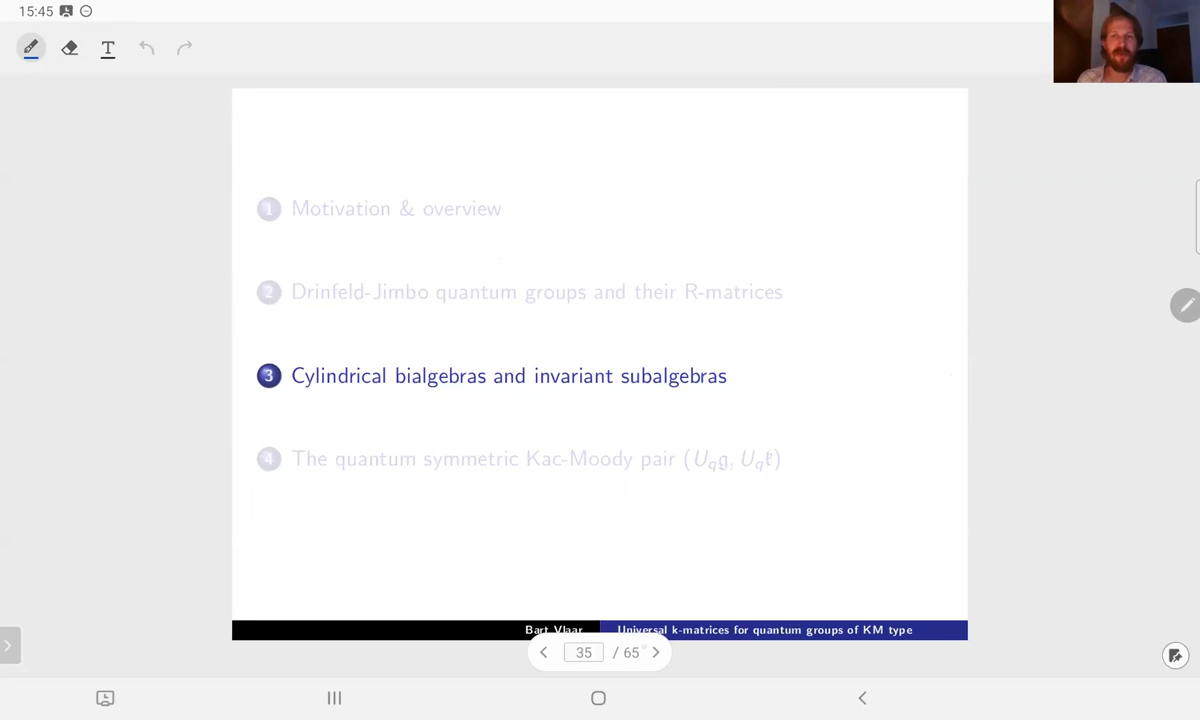 15:45
T
1 Motivation & overview
2 Drinfeld-Jimbo quantum groups and their R-matrices
3 Cylindrical bialgebras and invariant subalgebras
4 The quantum symmetric Kac-Moody pair (U_q𝔤, U_q𝔨)
Bart Vlaar Universal k-matrices for quantum groups of KM type
35 / 65